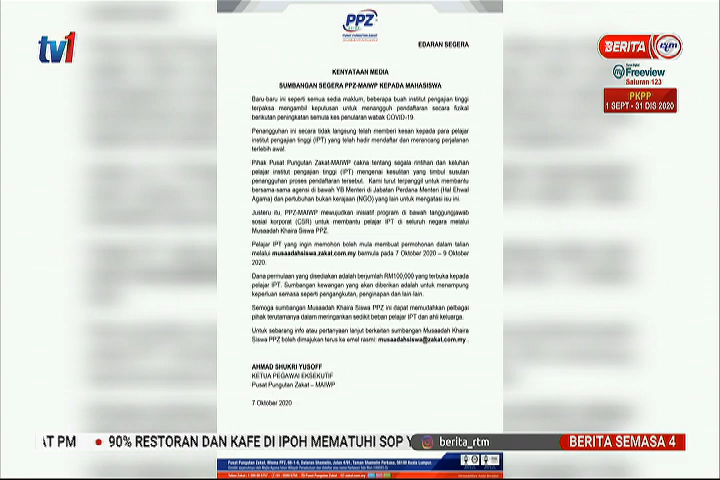 PPZ
PUSAT PUNGUTAN ZAKAT
tv1
EDARAN SEGERA
BERITA rtm
myFreeview
Saluran 123
PKPP
1 SEPT - 31 DIS 2020
KENYATAAN MEDIA
SUMBANGAN SEGERA PPZ-MAIWP KEPADA MAHASISWA
Baru-baru ini seperti semua sedia maklum, beberapa buah institut pengajian tinggi
terpaksa mengambil keputusan untuk menangguh pendaftaran secara fizikal
berikutan peningkatan semula kes penularan wabak COVID-19.
Penangguhan ini secara tidak langsung telah memberi kesan kepada para pelajar
institut pengajian tinggi (IPT) yang telah hadir mendaftar dan merancang perjalanan
terlebih awal.
Pihak Pusat Pungutan Zakat-MAIWP cakna tentang segala rintihan dan keluhan
pelajar institut pengajian tinggi (IPT) mengenai kesulitan yang timbul susulan
penangguhan proses pendaftaran tersebut. Kami turut terpanggil untuk membantu
bersama-sama agensi di bawah YB Menteri di Jabatan Perdana Menteri (Hal Ehwal
Agama) dan pertubuhan bukan kerajaan (NGO) yang lain untuk mengatasi isu ini.
Justeru itu, PPZ-MAIWP mewujudkan inisiatif program di bawah tanggungjawab
sosial korporat (CSR) untuk membantu pelajar IPT di seluruh negara melalui
Musaadah Khaira Siswa PPZ.
Pelajar IPT yang ingin memohon boleh mula membuat permohonan dalam talian
melalui musaadahsiswa.zakat.com.my bermula pada 7 Oktober 2020 – 9 Oktober
2020.
Dana permulaan yang disediakan adalah berjumlah RM100,000 yang terbuka kepada
pelajar IPT. Sumbangan kewangan yang akan diberikan adalah untuk menampung
keperluan semasa seperti pengangkutan, penginapan dan lain-lain.
Semoga sumbangan Musaadah Khaira Siswa PPZ ini dapat memudahkan pelbagai
pihak terutamanya dalam meringankan sedikit beban pelajar IPT dan ahli keluarga.
Untuk sebarang info atau pertanyaan lanjut berkaitan sumbangan Musaadah Khaira
Siswa PPZ boleh dimajukan terus ke emel rasmi: musaadahsiswa@zakat.com.my .
AHMAD SHUKRI YUSOFF
KETUA PEGAWAI EKSEKUTIF
Pusat Pungutan Zakat – MAIWP
7 Oktober 2020
AT PM • 90% RESTORAN DAN KAFE DI IPOH MEMATUHI SOP Y
berita_rtm
BERITA SEMASA 4